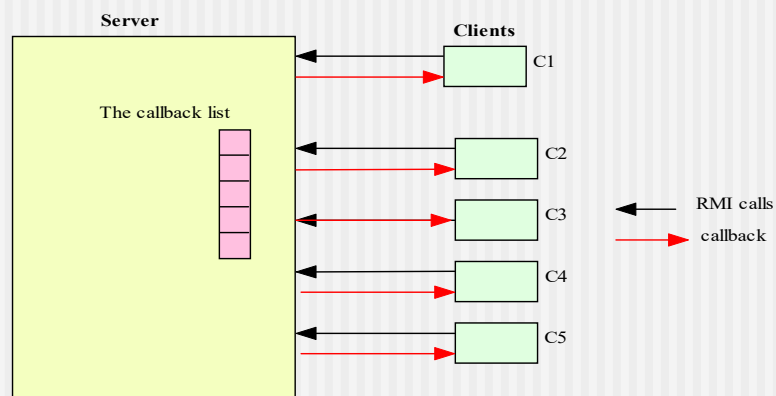 Server
Clients
C1
The callback list
C2
C3
RMI calls
callback
C4
C5